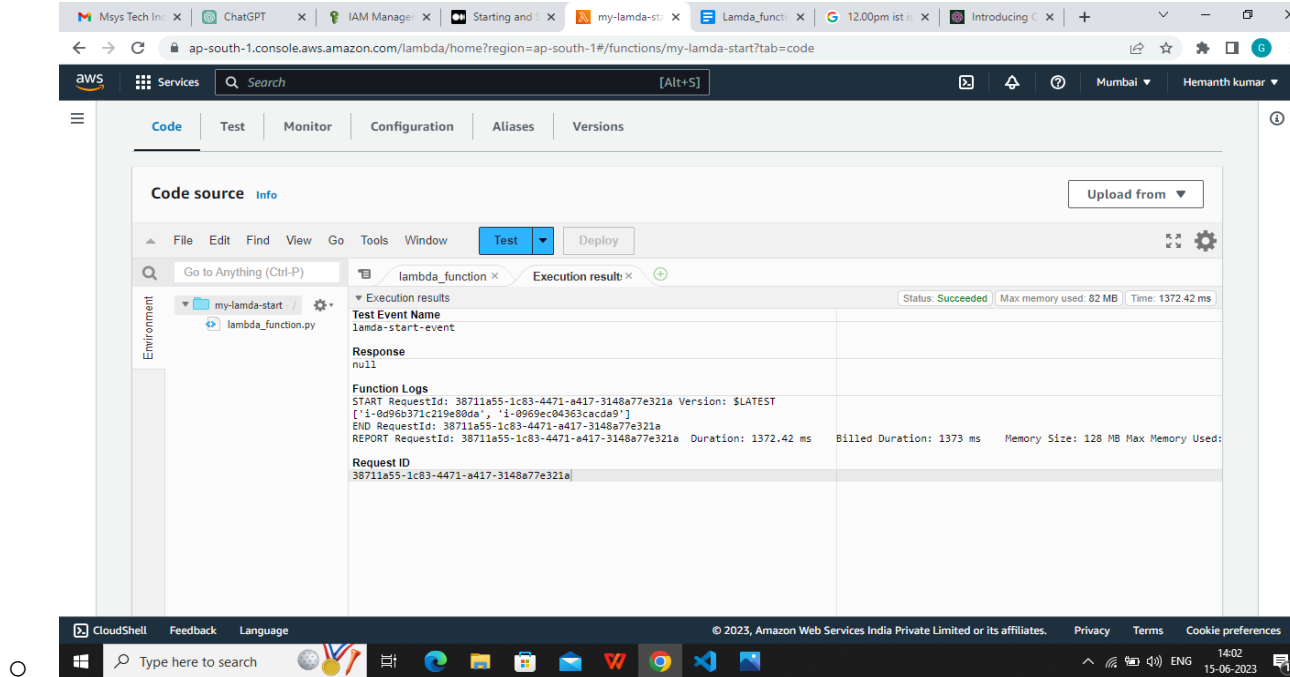 Msys Tech Inc
ChatGPT
IAM Manage
Starting and S
my-lamda-sta
Lamda_functi
12.00pm ist is
Introducing C
ap-south-1.console.aws.amazon.com/lambda/home?region=ap-south-1#/functions/my-lamda-start?tab=code
G
aws Services Search [Alt+S] Mumbai Hemanth kumar
Code Test Monitor Configuration Aliases Versions
Code source Info Upload from
File Edit Find View Go Tools Window Test Deploy
Go to Anything (Ctrl-P) lambda_function Execution results
Environment
my-lamda-start - /
lambda_function.py
Execution results Status: Succeeded Max memory used: 82 MB Time: 1372.42 ms
Test Event Name
lamda-start-event
Response
null
Function Logs
START RequestId: 38711a55-1c83-4471-a417-3148a77e321a Version: $LATEST
['i-0d96b371c219e80da', 'i-0969ec04363cacda9']
END RequestId: 38711a55-1c83-4471-a417-3148a77e321a
REPORT RequestId: 38711a55-1c83-4471-a417-3148a77e321a Duration: 1372.42 ms Billed Duration: 1373 ms Memory Size: 128 MB Max Memory Used:
Request ID
38711a55-1c83-4471-a417-3148a77e321a
CloudShell Feedback Language © 2023, Amazon Web Services India Private Limited or its affiliates. Privacy Terms Cookie preferences
Type here to search ENG 14:02
15-06-2023